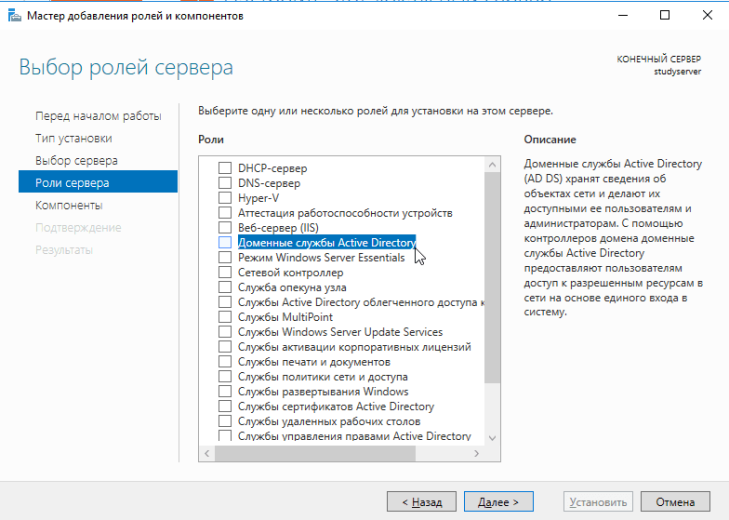 Мастер добавления ролей и компонентов
Выбор ролей сервера
КОНЕЧНЫЙ СЕРВЕР
studyserver
Перед началом работы
Тип установки
Выбор сервера
Роли сервера
Компоненты
Подтверждение
Результаты
Выберите одну или несколько ролей для установки на этом сервере.
Роли
DHCP-сервер
DNS-сервер
Hyper-V
Аттестация работоспособности устройств
Веб-сервер (IIS)
Доменные службы Active Directory
Режим Windows Server Essentials
Сетевой контроллер
Служба опекуна узла
Службы Active Directory облегченного доступа к
Службы MultiPoint
Службы Windows Server Update Services
Службы активации корпоративных лицензий
Службы печати и документов
Службы политики сети и доступа
Службы развертывания Windows
Службы сертификатов Active Directory
Службы удаленных рабочих столов
Службы управления правами Active Directory
Описание
Доменные службы Active Directory
(AD DS) хранят сведения об
объектах сети и делают их
доступными ее пользователям и
администраторам. С помощью
контроллеров домена доменные
службы Active Directory
предоставляют пользователям
доступ к разрешенным ресурсам в
сети на основе единого входа в
систему.
< Назад
Далее >
Установить
Отмена